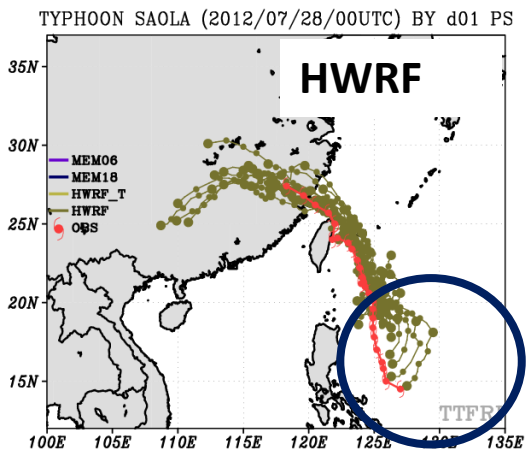 TYPHOON SAOLA (2012/07/28/00UTC) BY d01 PS
HWRF
35N
30N
25N
20N
15N
MEM06
MEM18
HWRF_T
HWRF
OBS
100E 105E 110E 115E 120E 125E 130E 135E